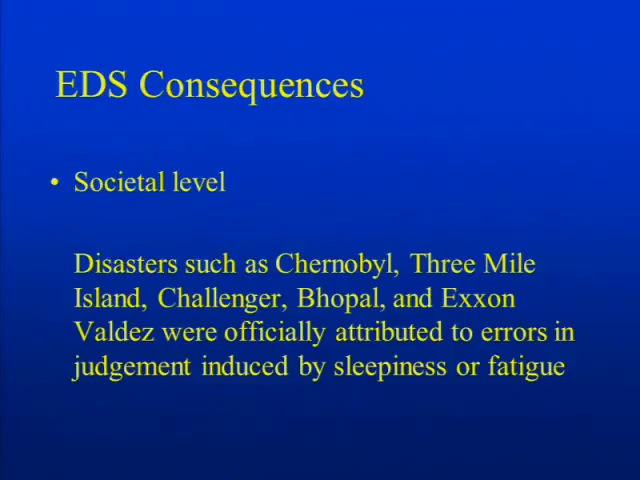 EDS Consequences
• Societal level
Disasters such as Chernobyl, Three Mile
Island, Challenger, Bhopal, and Exxon
Valdez were officially attributed to errors in
judgement induced by sleepiness or fatigue